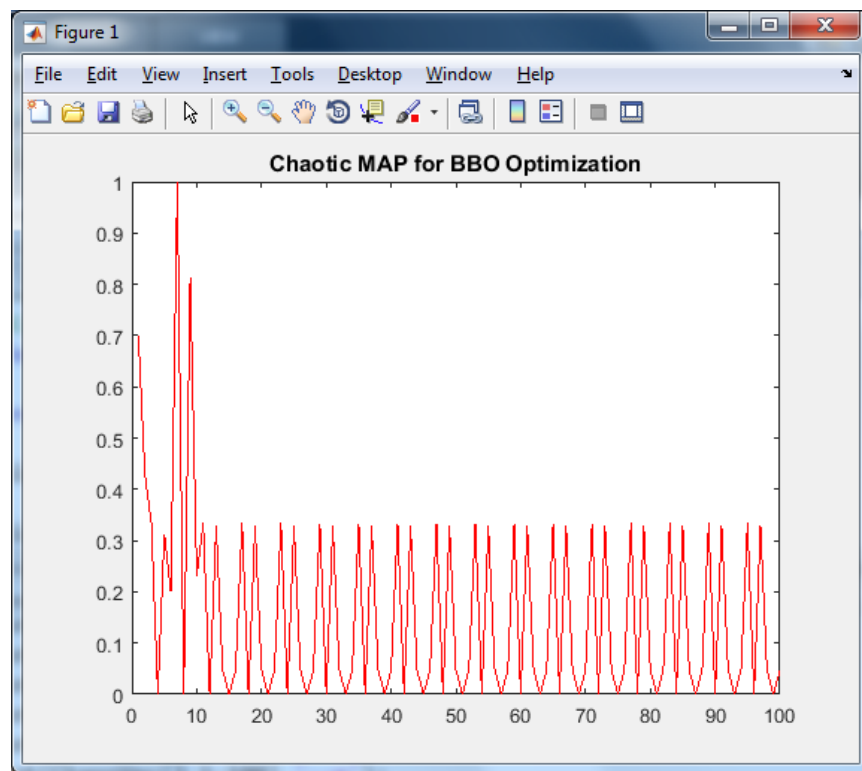 Figure 1
File Edit View Insert Tools Desktop Window Help
Chaotic MAP for BBO Optimization
1
0.9
0.8
0.7
0.6
0.5
0.4
0.3
0.2
0.1
0
0 10 20 30 40 50 60 70 80 90 100